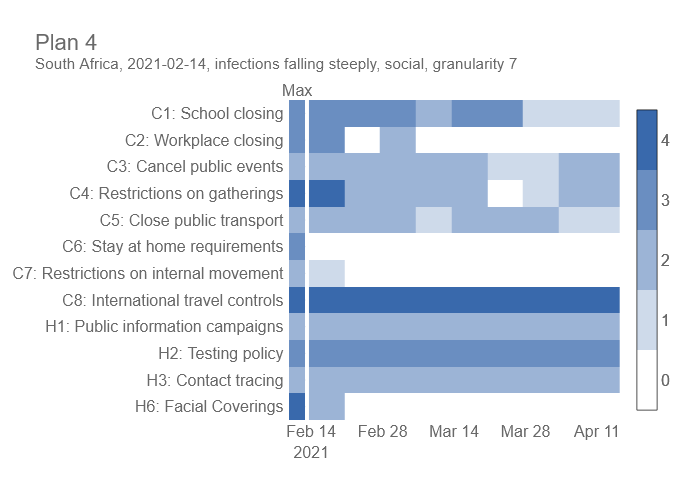 Plan 4
South Africa, 2021-02-14, infections falling steeply, social, granularity 7
Max
C1: School closing
C2: Workplace closing
C3: Cancel public events
C4: Restrictions on gatherings
C5: Close public transport
C6: Stay at home requirements
C7: Restrictions on internal movement
C8: International travel controls
H1: Public information campaigns
H2: Testing policy
H3: Contact tracing
H6: Facial Coverings
4
3
2
1
0
Feb 14 Feb 28 Mar 14 Mar 28 Apr 11
2021